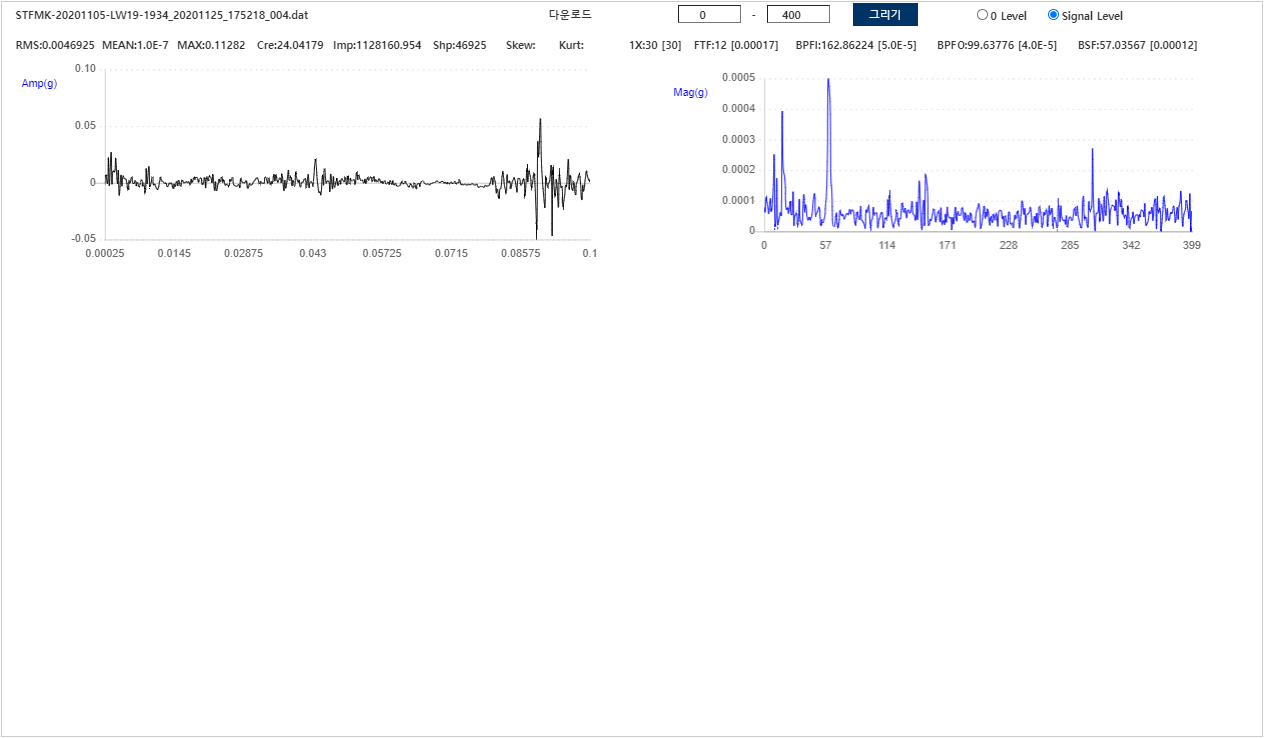 STFMK-20201105-LW19-1934_20201125_175218_004.dat 다운로드 0 - 400 그리기 0 Level Signal Level
RMS:0.0046925 MEAN:1.0E-7 MAX:0.11282 Cre:24.04179 Imp:1128160.954 Shp:46925 Skew: Kurt: 1X:30 [30] FTF:12 [0.00017] BPFI:162.86224 [5.0E-5] BPFO:99.63776 [4.0E-5] BSF:57.03567 [0.00012]
Amp(g)
0.10
0.05
0
-0.05
0.00025 0.0145 0.02875 0.043 0.05725 0.0715 0.08575 0.1
Mag(g)
0.0005
0.0004
0.0003
0.0002
0.0001
0
0 57 114 171 228 285 342 399